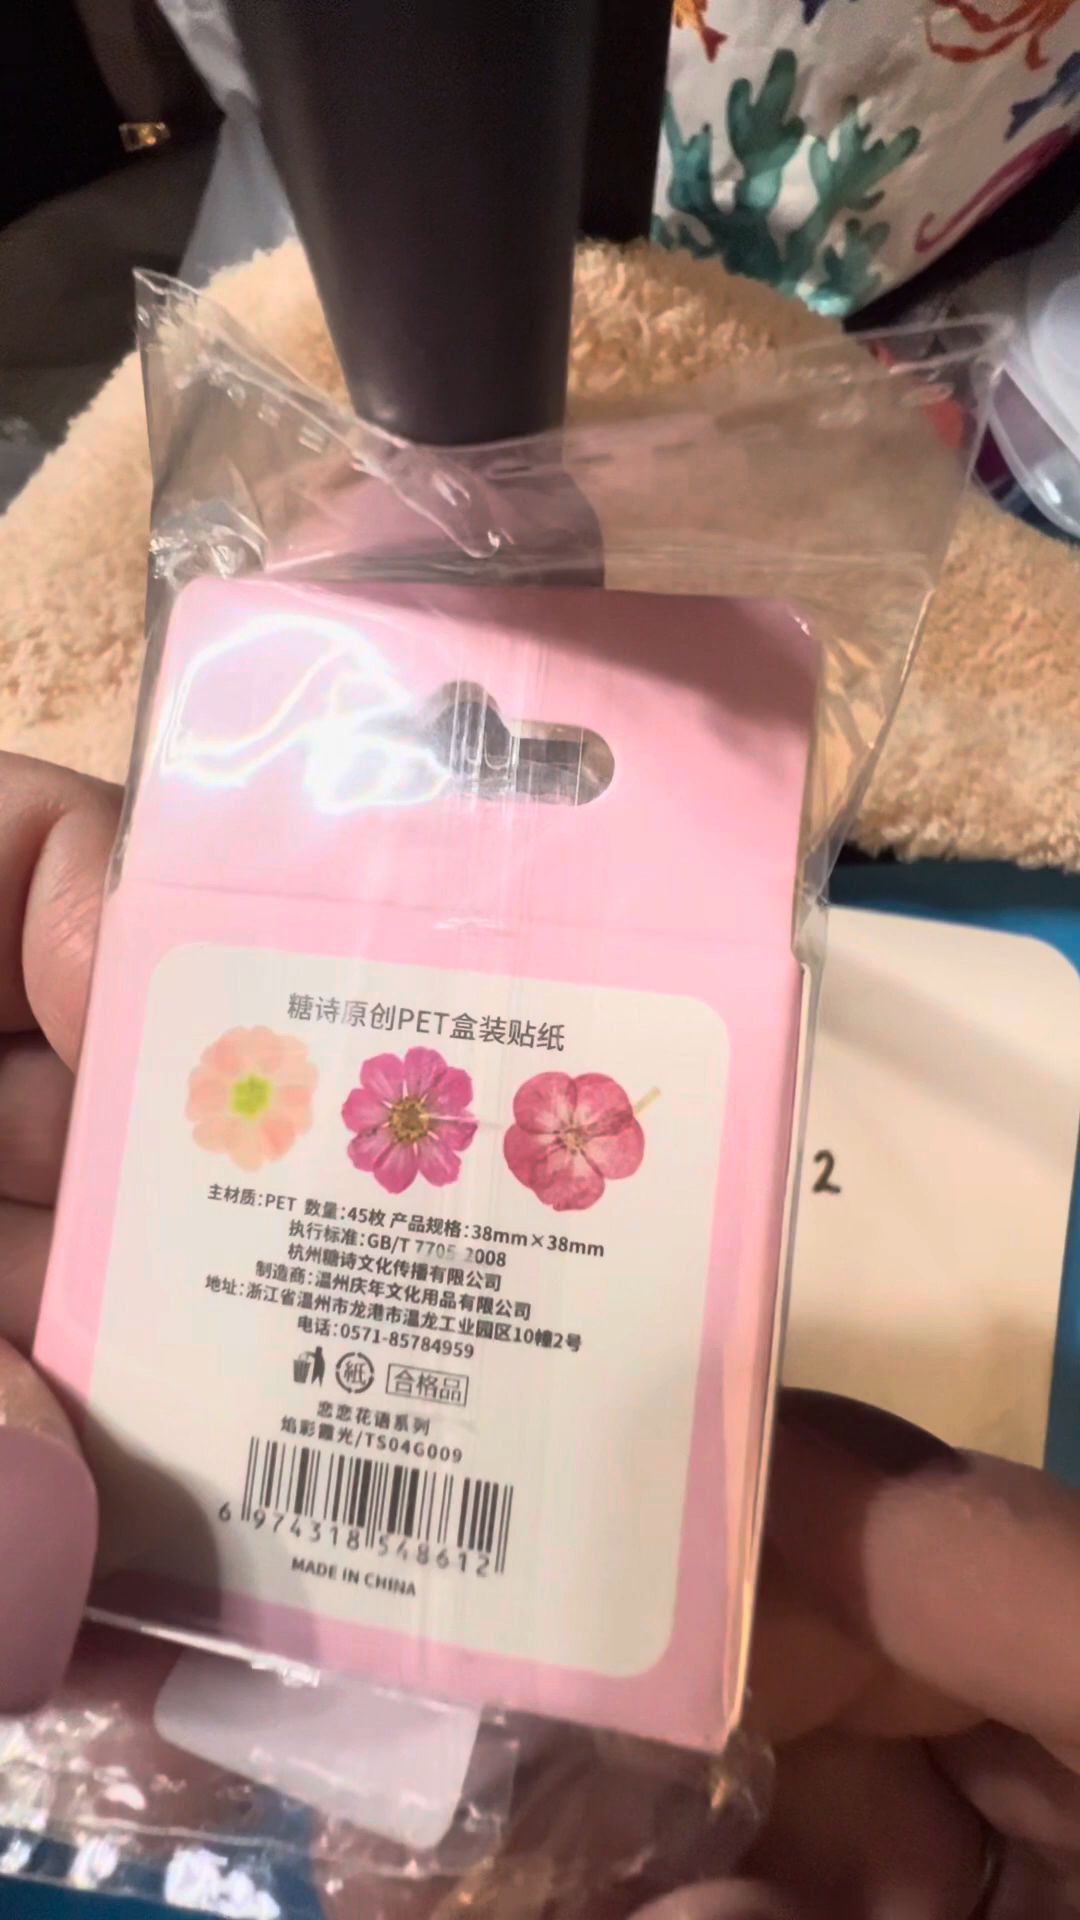 糖诗原创PET盒装贴纸
主材质:PET 数量:45枚 产品规格:38mm×38mm
执行标准:GB/T 7705 2008
杭州糖诗文化传播有限公司
制造商:温州庆年文化用品有限公司
地址:浙江省温州市龙港市温龙工业园区10幢2号
电话:0571-85784959
紙 合格品
恋恋花语系列
焰彩霞光/TS04G009
6 974318 548612
MADE IN CHINA
2